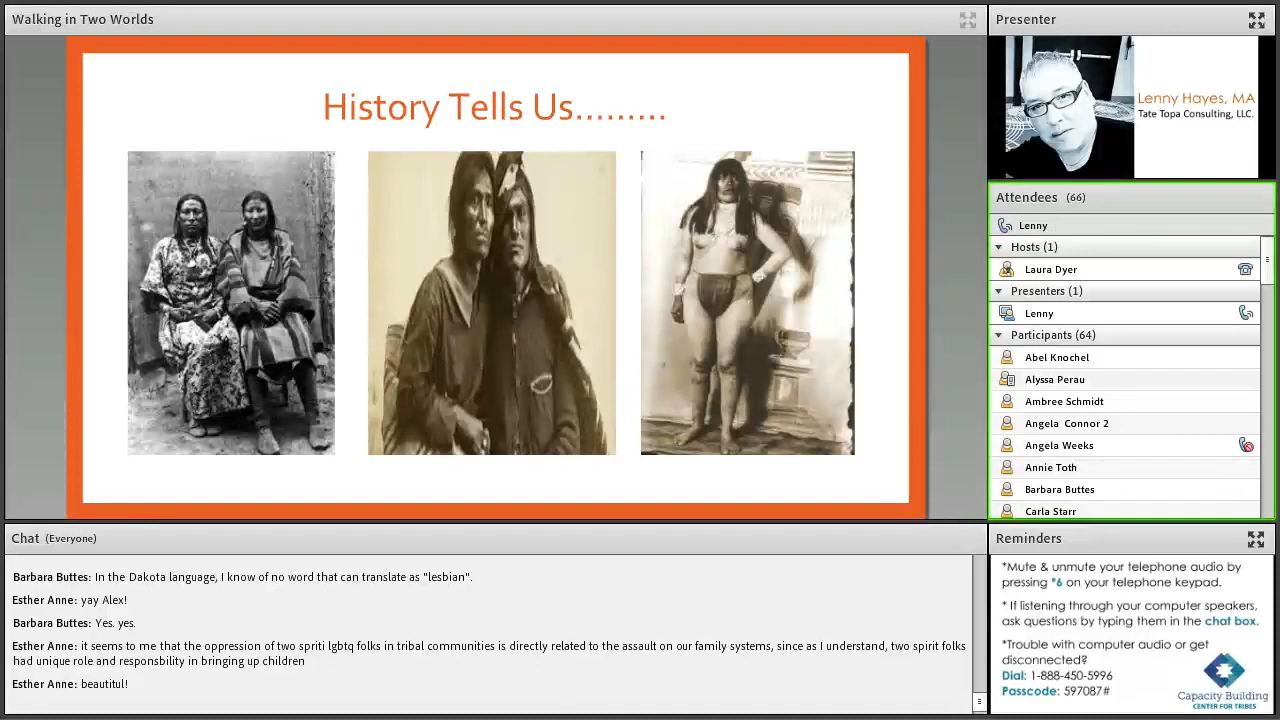 Walking in Two Worlds
History Tells Us.........
Presenter
Lenny Hayes, MA
Tate Topa Consulting, LLC.
Attendees (66)
Lenny
Hosts (1)
Laura Dyer
Presenters (1)
Lenny
Participants (64)
Abel Knochel
Alyssa Perau
Ambree Schmidt
Angela Connor 2
Angela Weeks
Annie Toth
Barbara Buttes
Carla Starr
Chat (Everyone)
Barbara Buttes: In the Dakota language, I know of no word that can translate as "lesbian".
Esther Anne: yay Alex!
Barbara Buttes: Yes. yes.
Esther Anne: it seems to me that the oppression of two spriti lgbtq folks in tribal communities is directly related to the assault on our family systems, since as I understand, two spirit folks
had unique role and responsbility in bringing up children
Esther Anne: beautitul!
Reminders
*Mute & unmute your telephone audio by
pressing *6 on your telephone keypad.
* If listening through your computer speakers,
ask questions by typing them in the chat box.
*Trouble with computer audio or get
disconnected?
Dial: 1-888-450-5996
Passcode: 597087#
Capacity Building
CENTER FOR TRIBES